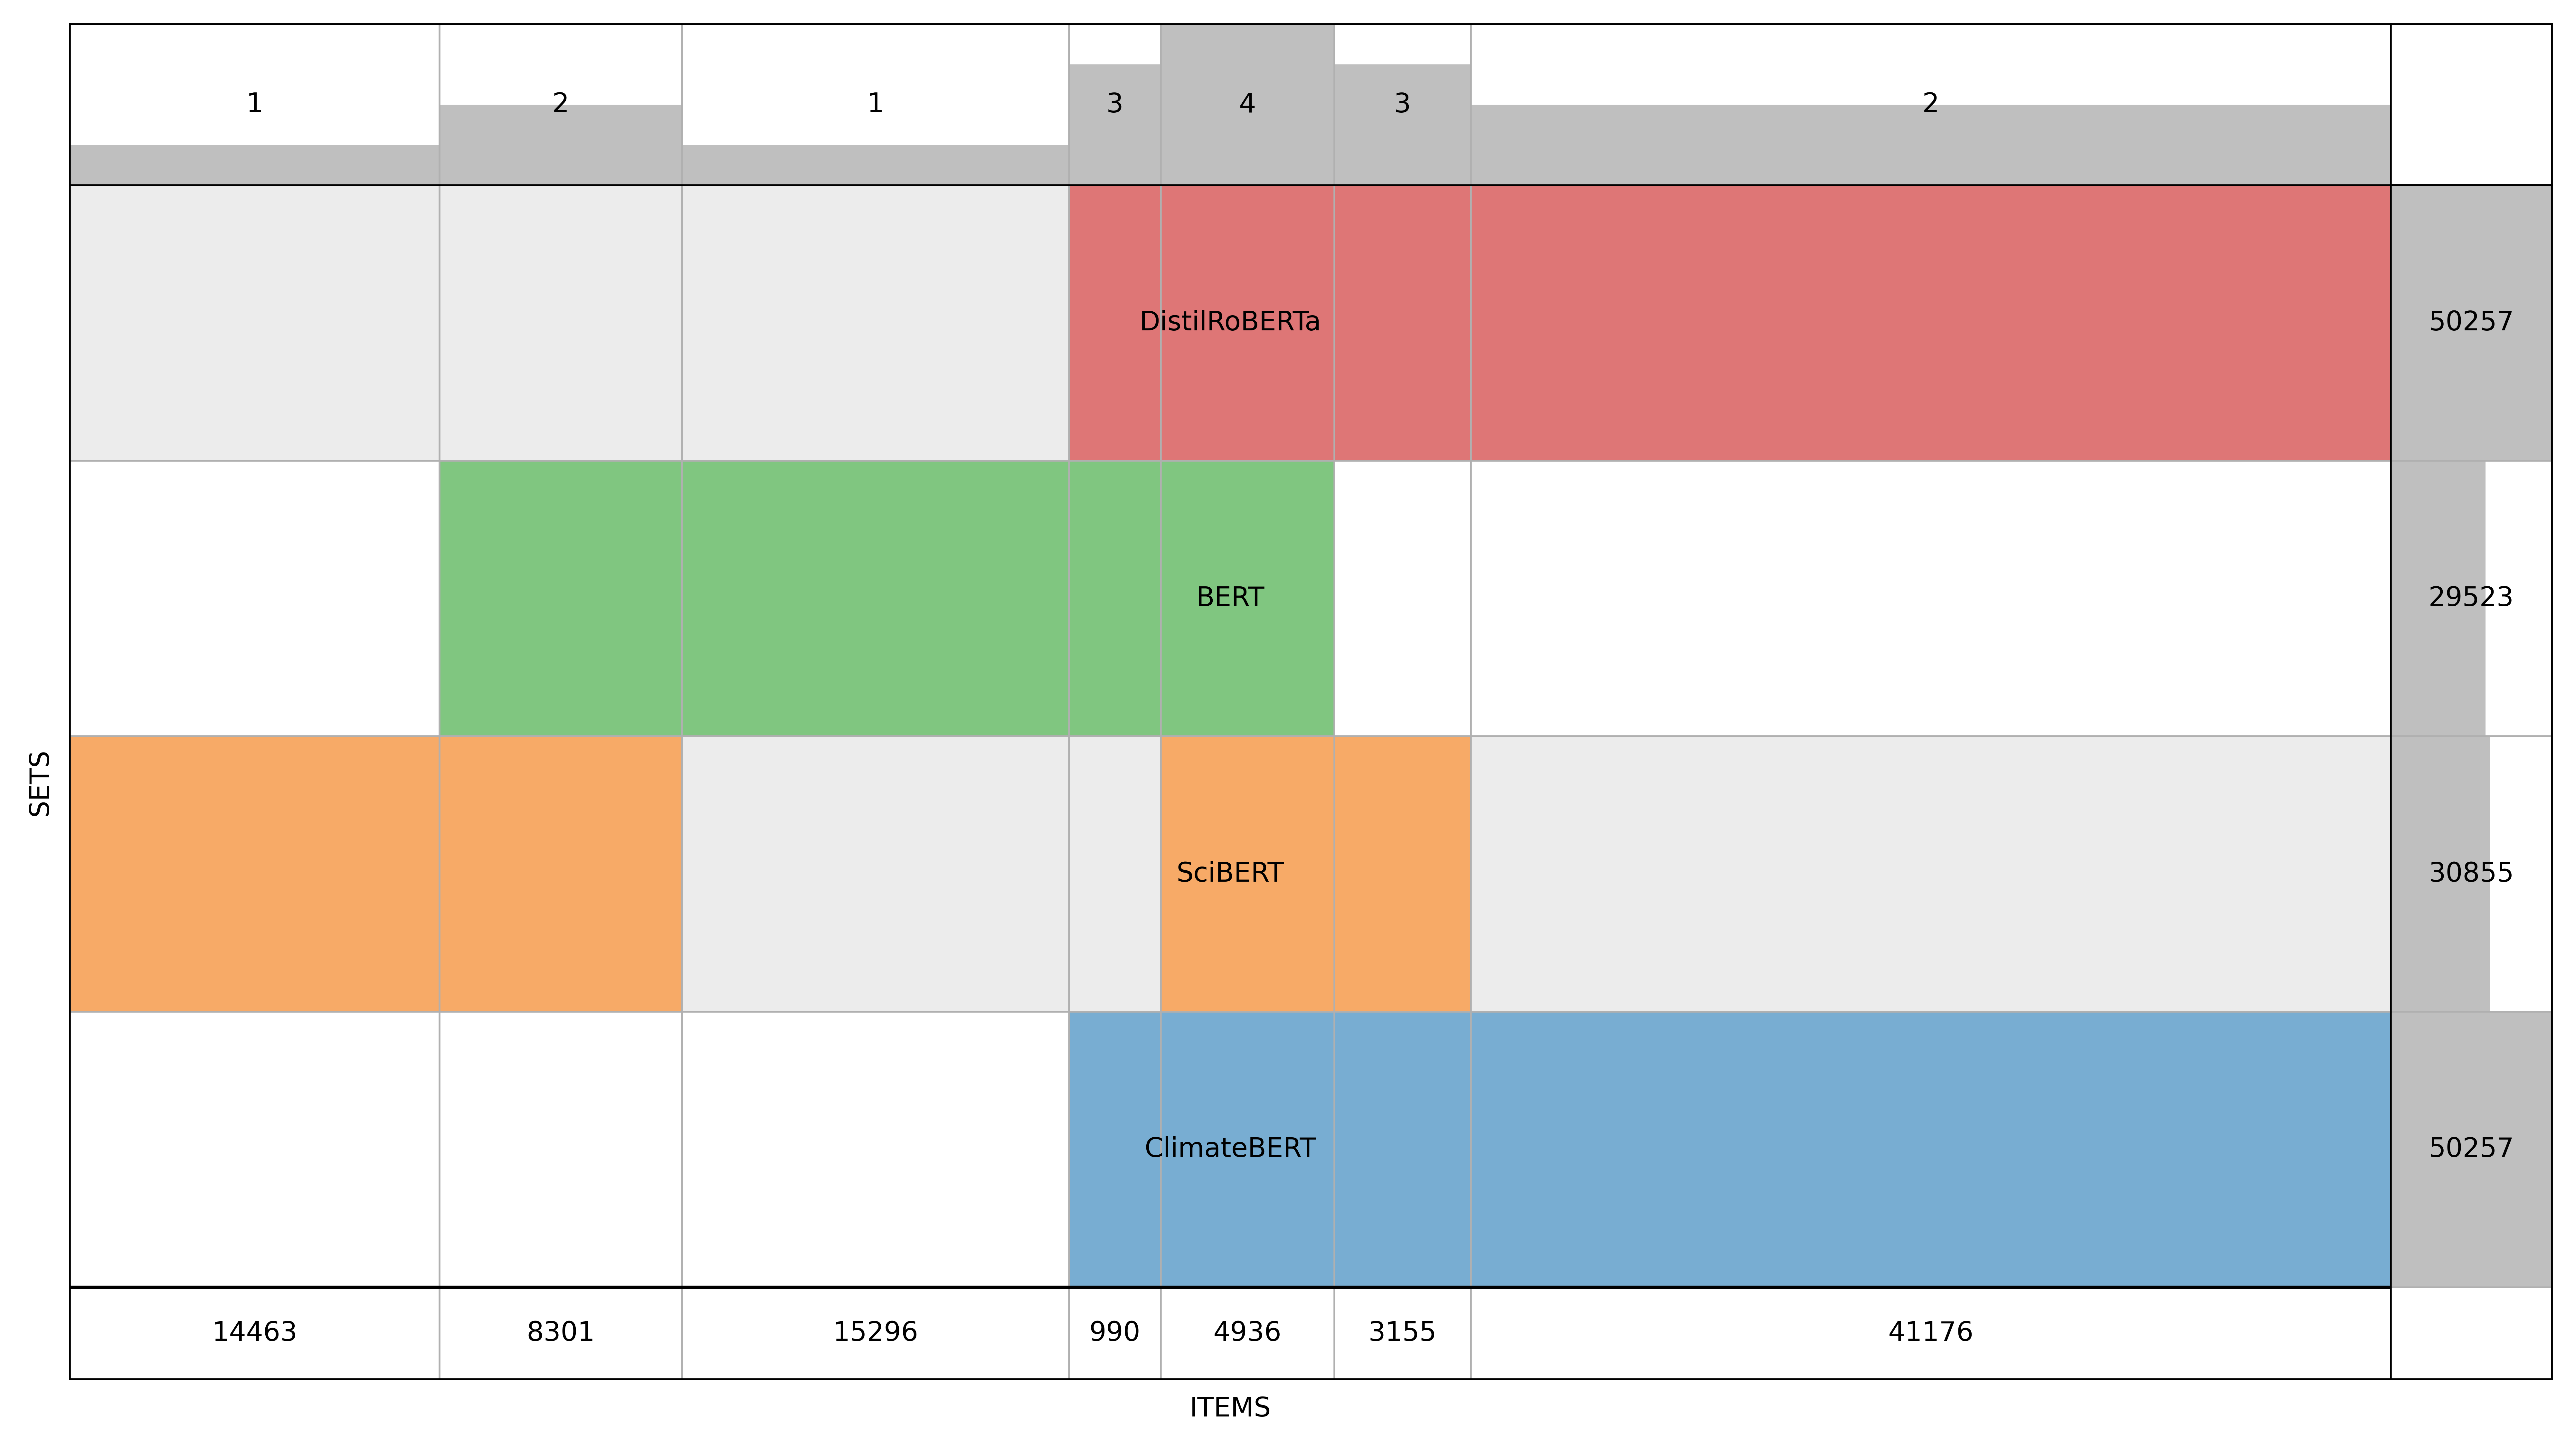 1 2 1 3 4 3 2
DistilRoBERTa 50257
BERT 29523
SETS
SciBERT 30855
ClimateBERT 50257
14463 8301 15296 990 4936 3155 41176
ITEMS